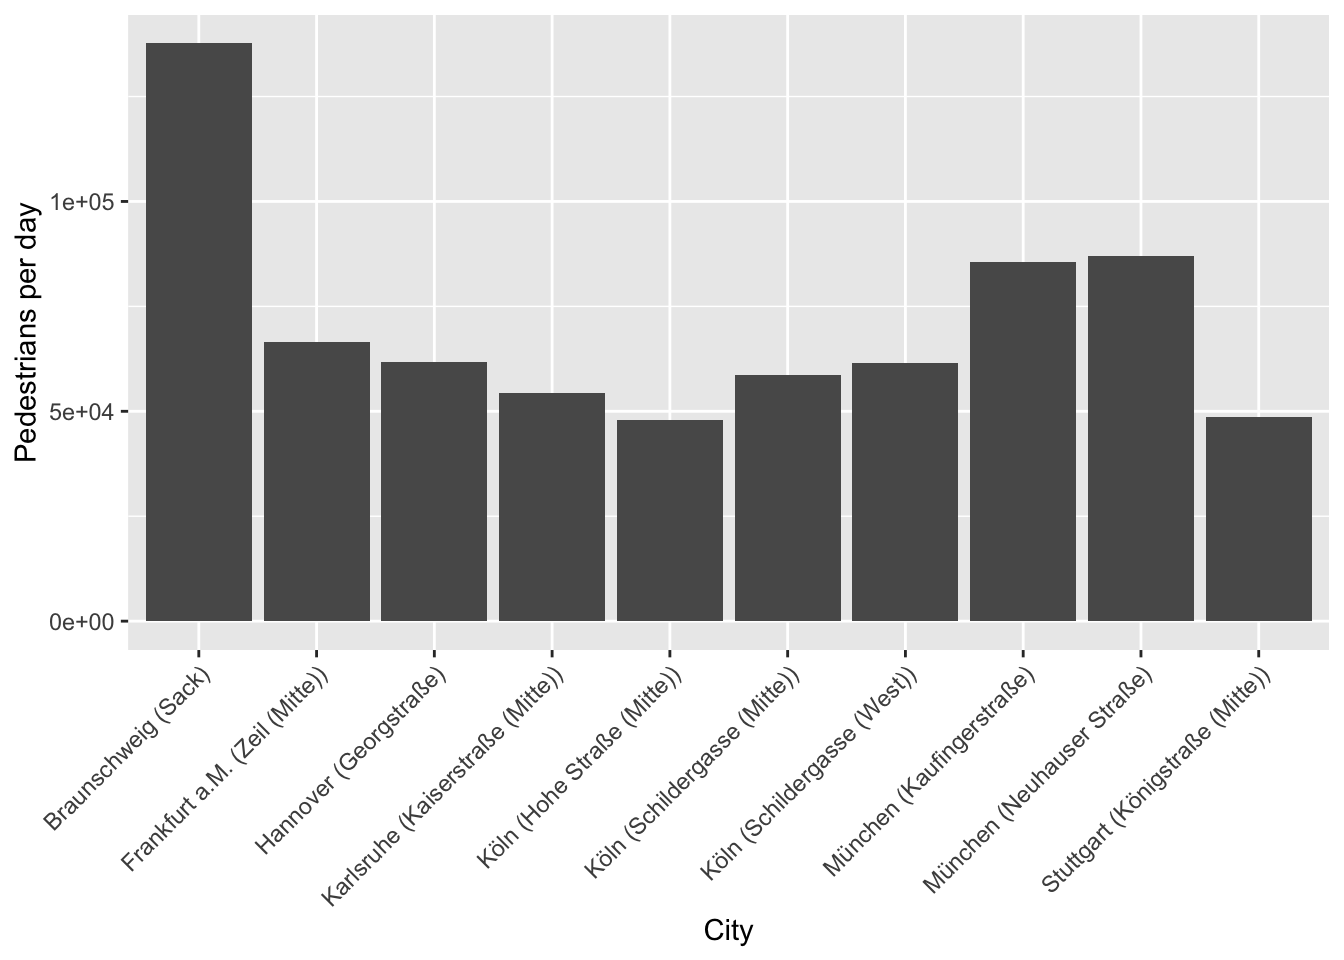 Pedestrians per day
1e+05
5e+04
0e+00
Braunschweig (Sack)
Frankfurt a.M. (Zeil (Mitte))
Hannover (Georgstraße)
Karlsruhe (Kaiserstraße (Mitte))
Köln (Hohe Straße (Mitte))
Köln (Schildergasse (Mitte))
Köln (Schildergasse (West))
München (Kaufingerstraße)
München (Neuhauser Straße)
Stuttgart (Königstraße (Mitte))
City